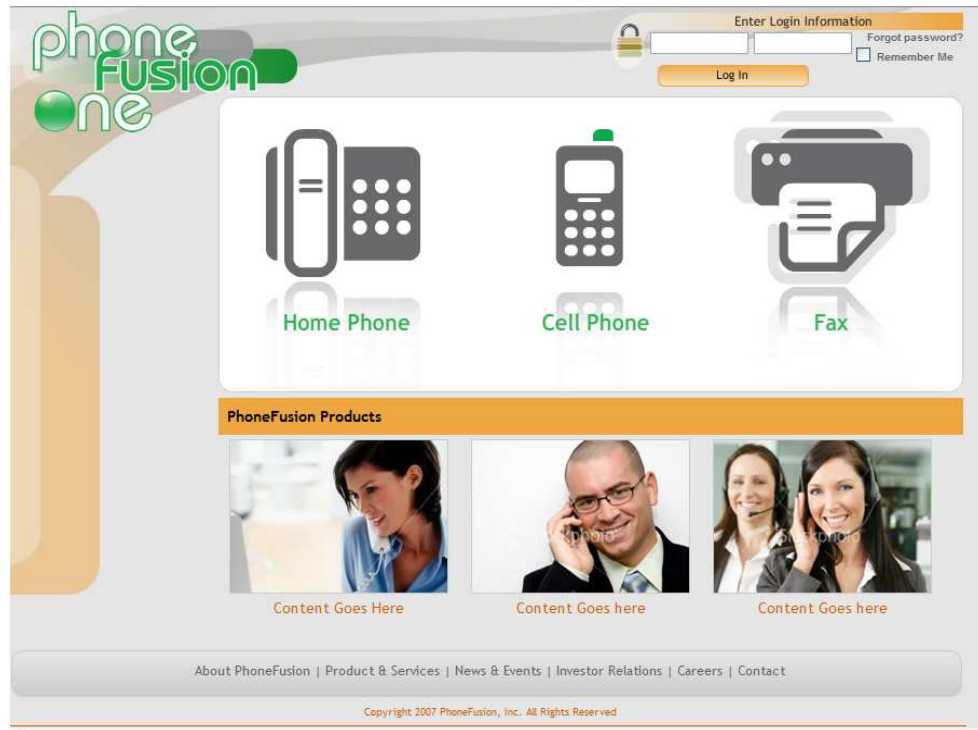 phone
fusion
one
Enter Login Information
Forgot password?
Remember Me
Log In
Home Phone
Cell Phone
Fax
PhoneFusion Products
iStockphoto
iStockphoto
Content Goes Here
Content Goes here
Content Goes here
About PhoneFusion | Product & Services | News & Events | Investor Relations | Careers | Contact
Copyright 2007 PhoneFusion, Inc. All Rights Reserved